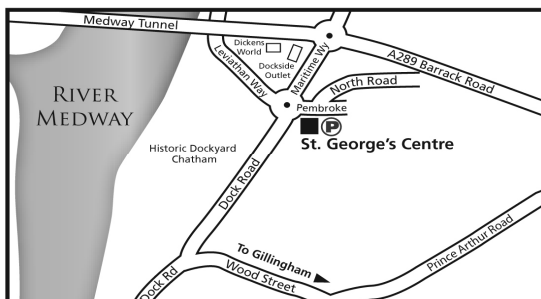 Medway Tunnel
Dickens
World
Dockside
Outlet
Maritime Wy
Leviathan Way
A289 Barrack Road
North Road
Pembroke
RIVER
MEDWAY
P
St. George's Centre
Historic Dockyard
Chatham
Dock Road
To Gillingham
Wood Street
Prince Arthur Road
Dock Rd